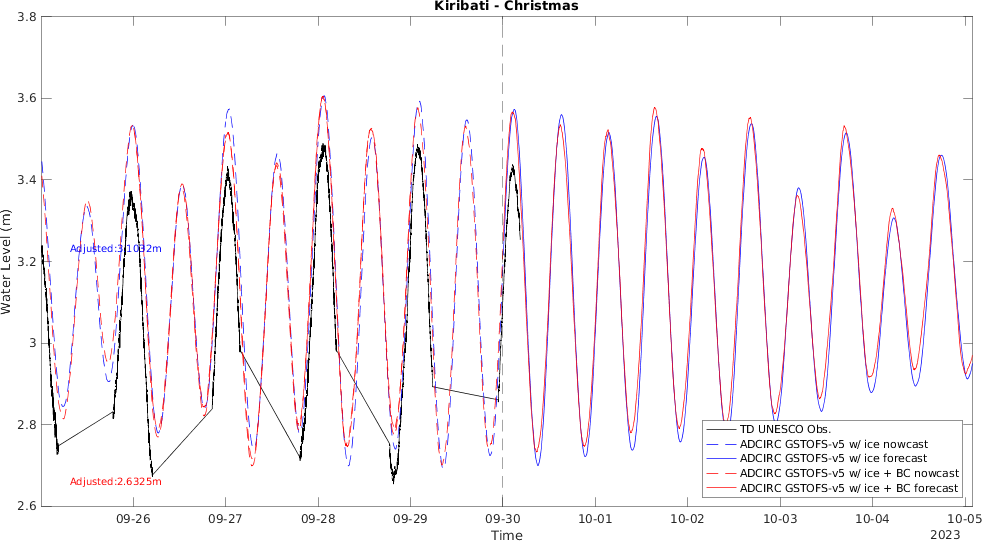 Kiribati - Christmas
3.8
3.6
3.4
3.2
3
2.8
2.6
Water Level (m)
Adjusted:3.1032m
Adjusted:2.6325m
TD UNESCO Obs.
ADCIRC GSTOFS-v5 w/ ice nowcast
ADCIRC GSTOFS-v5 w/ ice forecast
ADCIRC GSTOFS-v5 w/ ice + BC nowcast
ADCIRC GSTOFS-v5 w/ ice + BC forecast
09-26 09-27 09-28 09-29 09-30 10-01 10-02 10-03 10-04 10-05
2023
Time